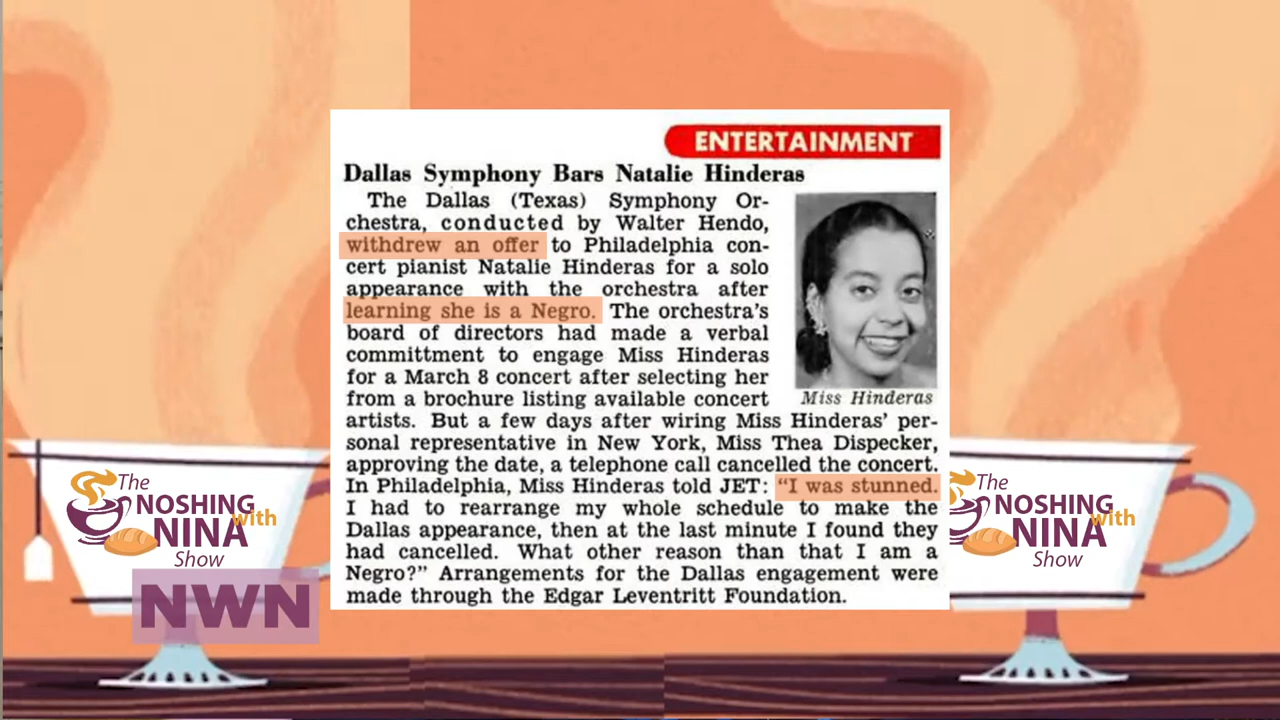 ENTERTAINMENT
Dallas Symphony Bars Natalie Hinderas
The Dallas (Texas) Symphony Or-
chestra, conducted by Walter Hendo,
withdrew an offer to Philadelphia con-
cert pianist Natalie Hinderas for a solo
appearance with the orchestra after
learning she is a Negro. The orchestra's
board of directors had made a verbal
committment to engage Miss Hinderas
for a March 8 concert after selecting her
from a brochure listing available concert
Miss Hinderas
artists. But a few days after wiring Miss Hinderas' per-
sonal representative in New York, Miss Thea Dispecker,
approving the date, a telephone call cancelled the concert.
In Philadelphia, Miss Hinderas told JET: "I was stunned.
I had to rearrange my whole schedule to make the
Dallas appearance, then at the last minute I found they
had cancelled. What other reason than that I am a
Negro?" Arrangements for the Dallas engagement were
made through the Edgar Leventritt Foundation.
The
NOSHING
with
NINA
Show
NWN
The
NOSHING
with
NINA
Show